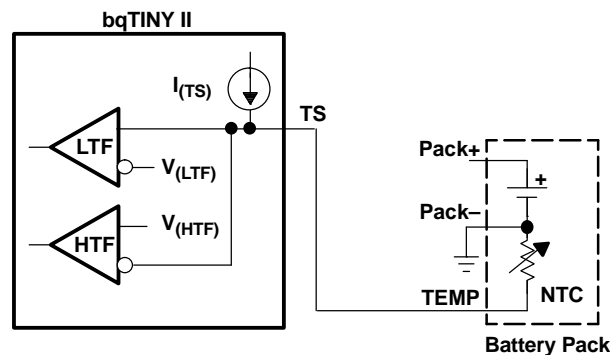 bqTINY II
I(TS)
TS
LTF
V(LTF)
V(HTF)
HTF
Pack+
+
Pack−
TEMP
NTC
Battery Pack